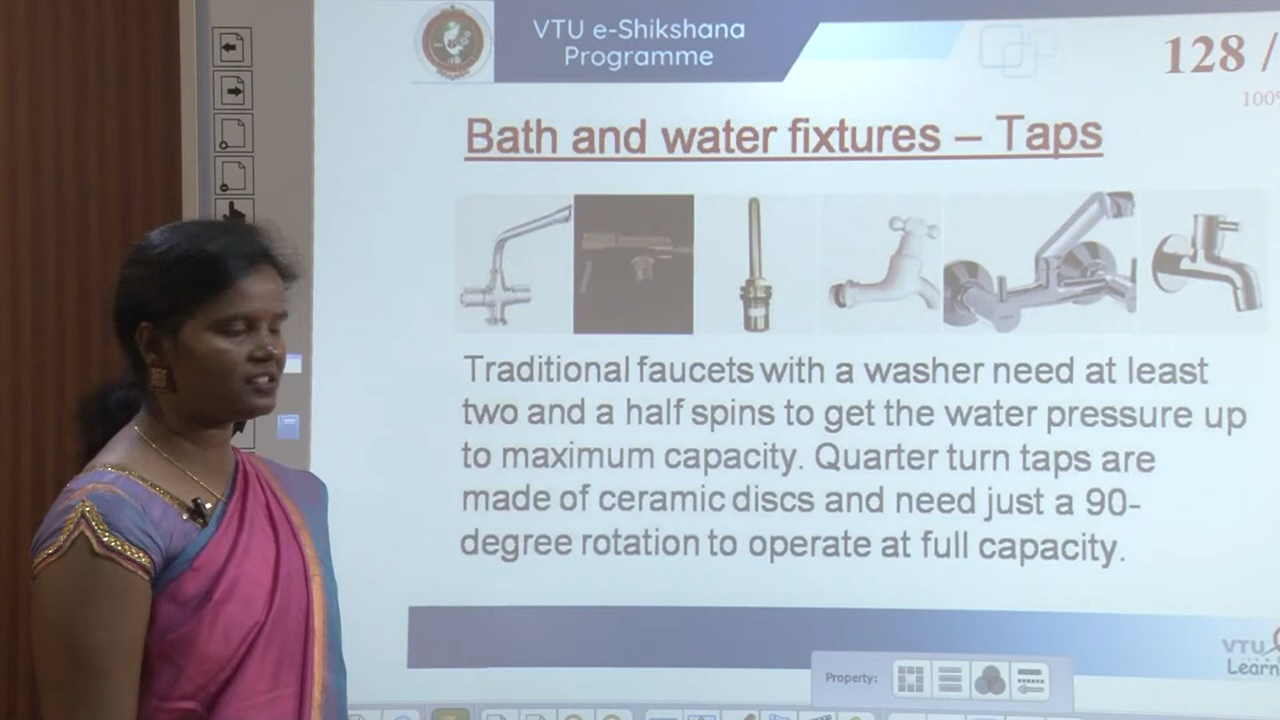 VTU e-Shikshana
Programme
128 /
100%
Bath and water fixtures – Taps
Traditional faucets with a washer need at least
two and a half spins to get the water pressure up
to maximum capacity. Quarter turn taps are
made of ceramic discs and need just a 90-
degree rotation to operate at full capacity.
VTU
Learn
Property: